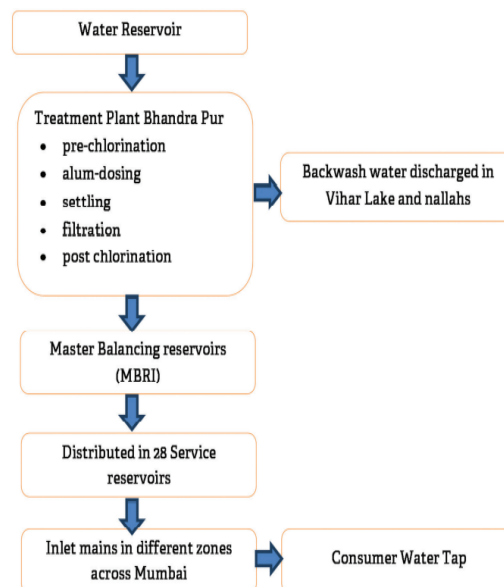 Water Reservoir
Treatment Plant Bhandra Pur
• pre-chlorination
• alum-dosing
• settling
• filtration
• post chlorination
Backwash water discharged in
Vihar Lake and nallahs
Master Balancing reservoirs
(MBRI)
Distributed in 28 Service
reservoirs
Inlet mains in different zones
across Mumbai
Consumer Water Tap